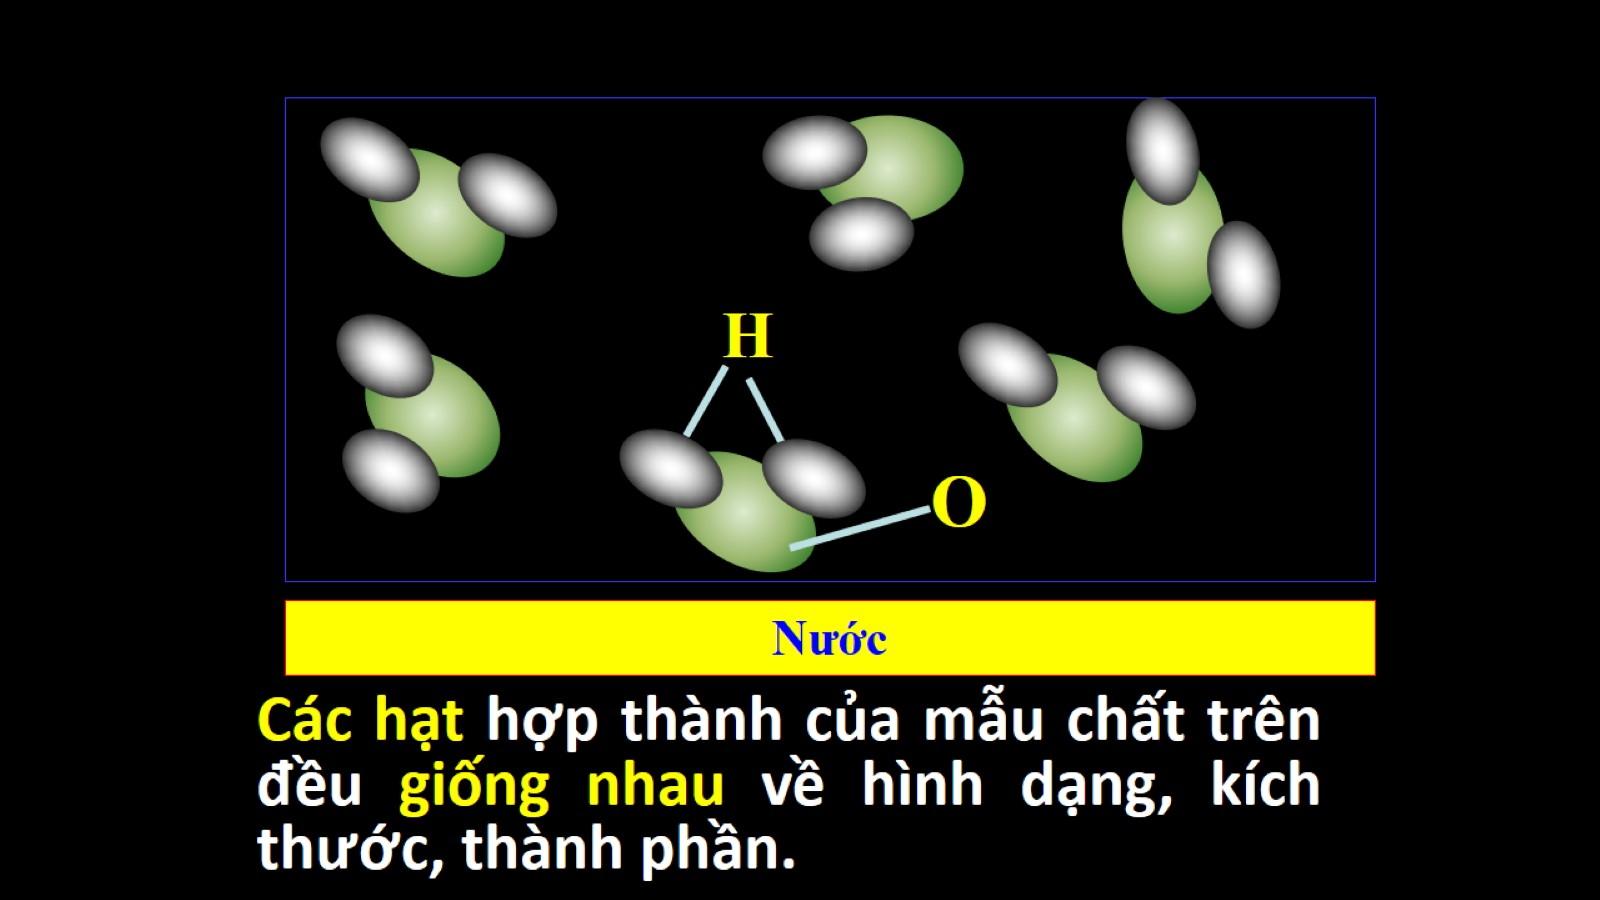 H
O
Nước
Các hạt hợp thành của mẫu chất trên
đều giống nhau về hình dạng, kích
thước, thành phần.